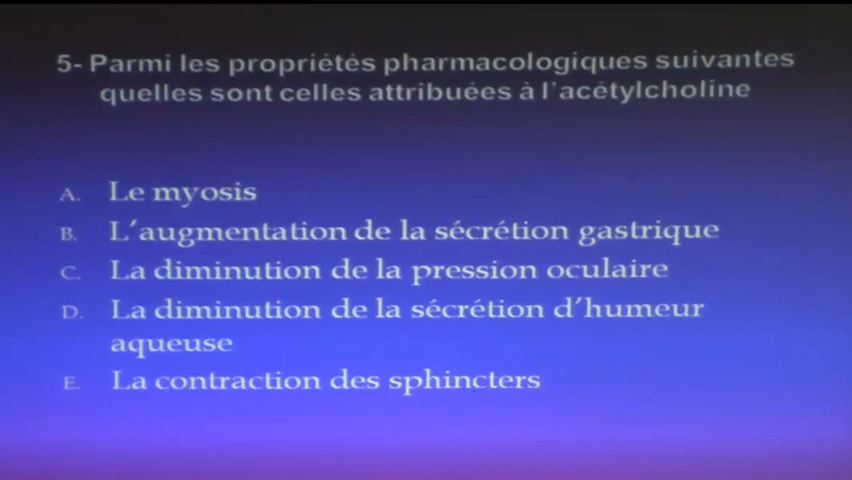 5- Parmi les propriétés pharmacologiques suivantes
quelles sont celles attribuées à l'acétylcholine
A. Le myosis
B. L'augmentation de la sécrétion gastrique
C. La diminution de la pression oculaire
D. La diminution de la sécrétion d'humeur
aqueuse
E. La contraction des sphincters